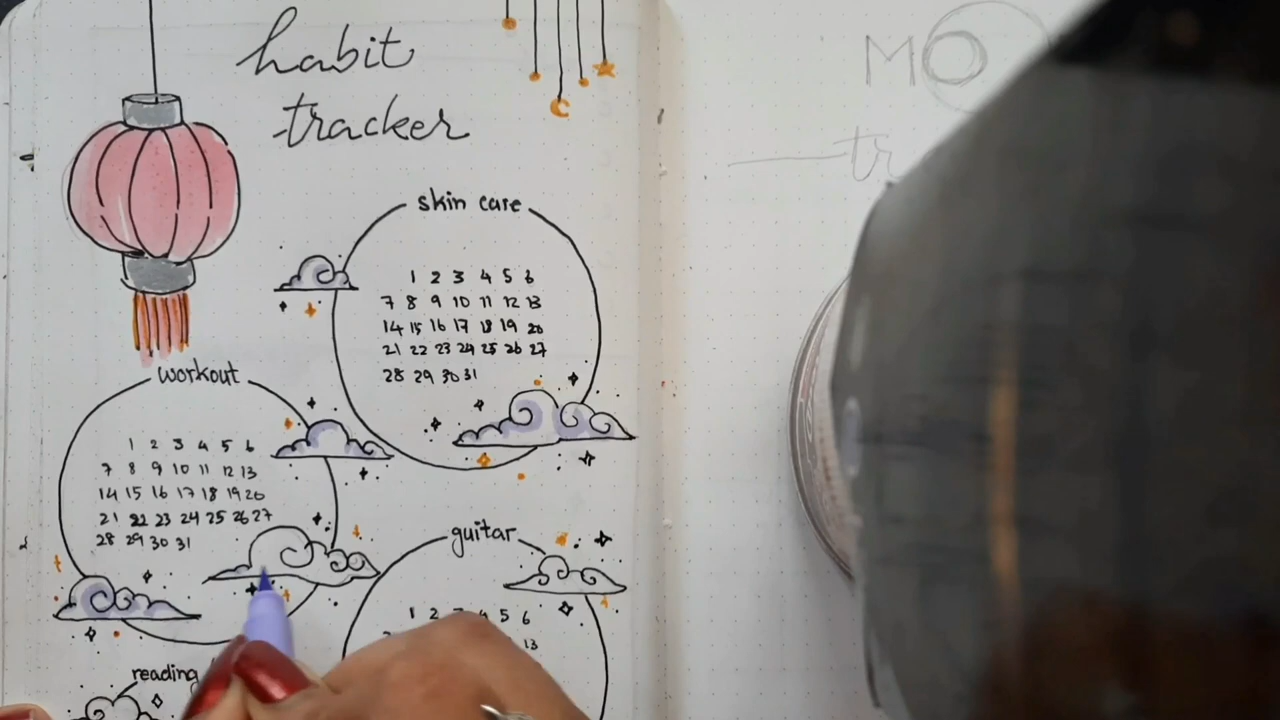 habit
tracker
skin care
1 2 3 4 5 6
7 8 9 10 11 12 13
14 15 16 17 18 19 20
21 22 23 24 25 26 27
28 29 30 31
workout
1 2 3 4 5 6
7 8 9 10 11 12 13
14 15 16 17 18 19 20
21 22 23 24 25 26 27
28 29 30 31
guitar
1 2 3 4 5 6
13
reading
MO
tr